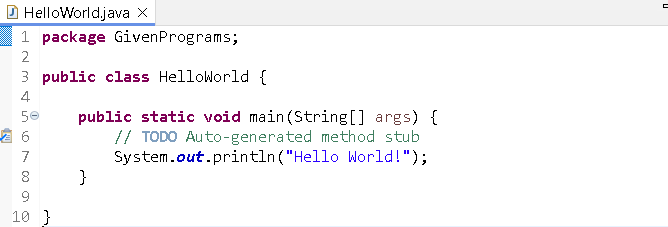 HelloWorld.java
1 package GivenPrograms;
2
3 public class HelloWorld {
4
5 public static void main(String[] args) {
6 // TODO Auto-generated method stub
7 System.out.println("Hello World!");
8 }
9
10 }